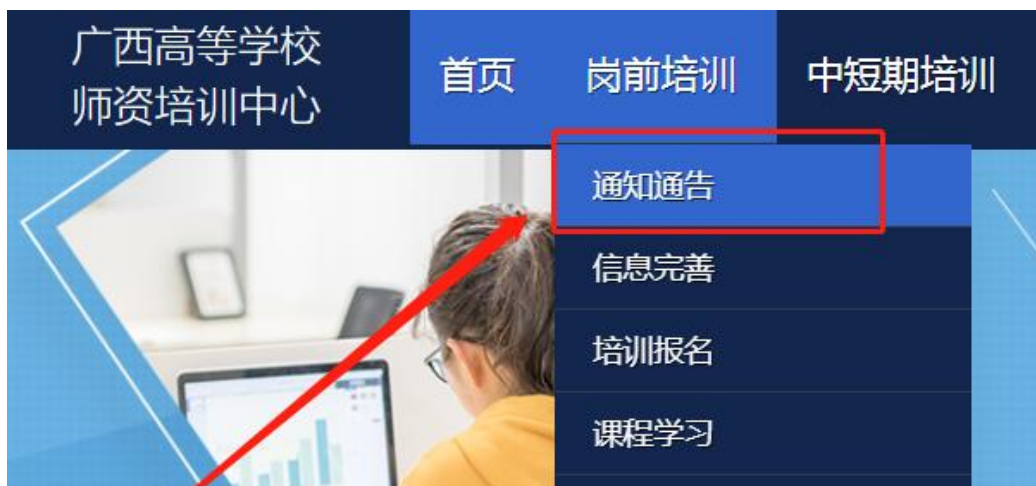 广西高等学校
师资培训中心
首页
岗前培训
中短期培训
通知通告
信息完善
培训报名
课程学习